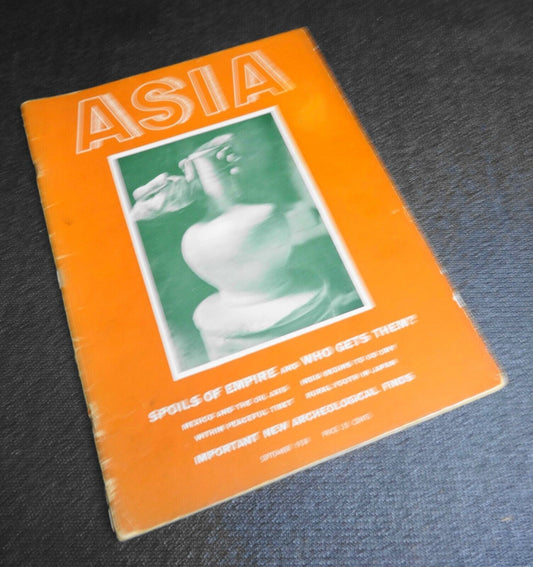 ASIA
SPOILS OF EMPIRE AND WHO GETS THEM?
MEXICO AND THE OIL AXIS INDIA BEGINS TO GO DRY
WITHIN PEACEFUL TIBET RURAL YOUTH IN JAPAN
IMPORTANT NEW ARCHEOLOGICAL FINDS
SEPTEMBER PRICE CENTS